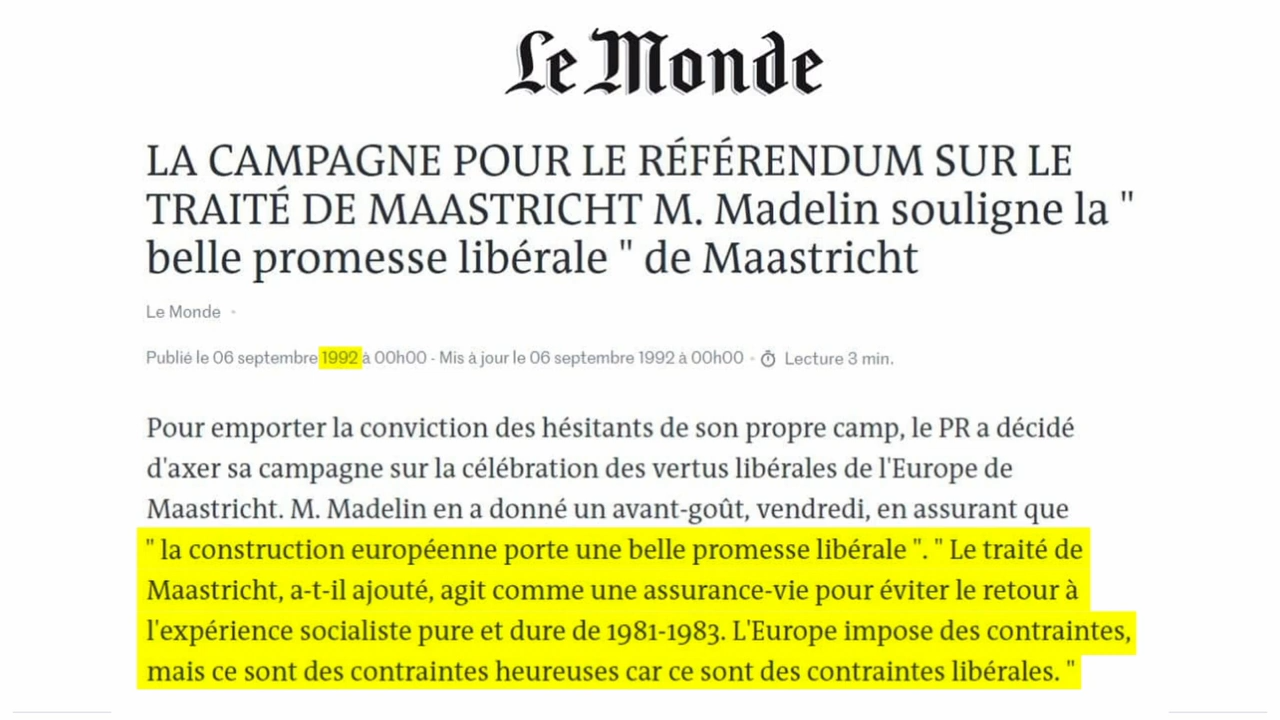 Le Monde
LA CAMPAGNE POUR LE RÉFÉRENDUM SUR LE
TRAITÉ DE MAASTRICHT M. Madelin souligne la "
belle promesse libérale " de Maastricht
Le Monde •
Publié le 06 septembre 1992 à 00h00 - Mis à jour le 06 septembre 1992 à 00h00 • Lecture 3 min.
Pour emporter la conviction des hésitants de son propre camp, le PR a décidé
d'axer sa campagne sur la célébration des vertus libérales de l'Europe de
Maastricht. M. Madelin en a donné un avant-goût, vendredi, en assurant que
" la construction européenne porte une belle promesse libérale ". " Le traité de
Maastricht, a-t-il ajouté, agit comme une assurance-vie pour éviter le retour à
l'expérience socialiste pure et dure de 1981-1983. L'Europe impose des contraintes,
mais ce sont des contraintes heureuses car ce sont des contraintes libérales. "